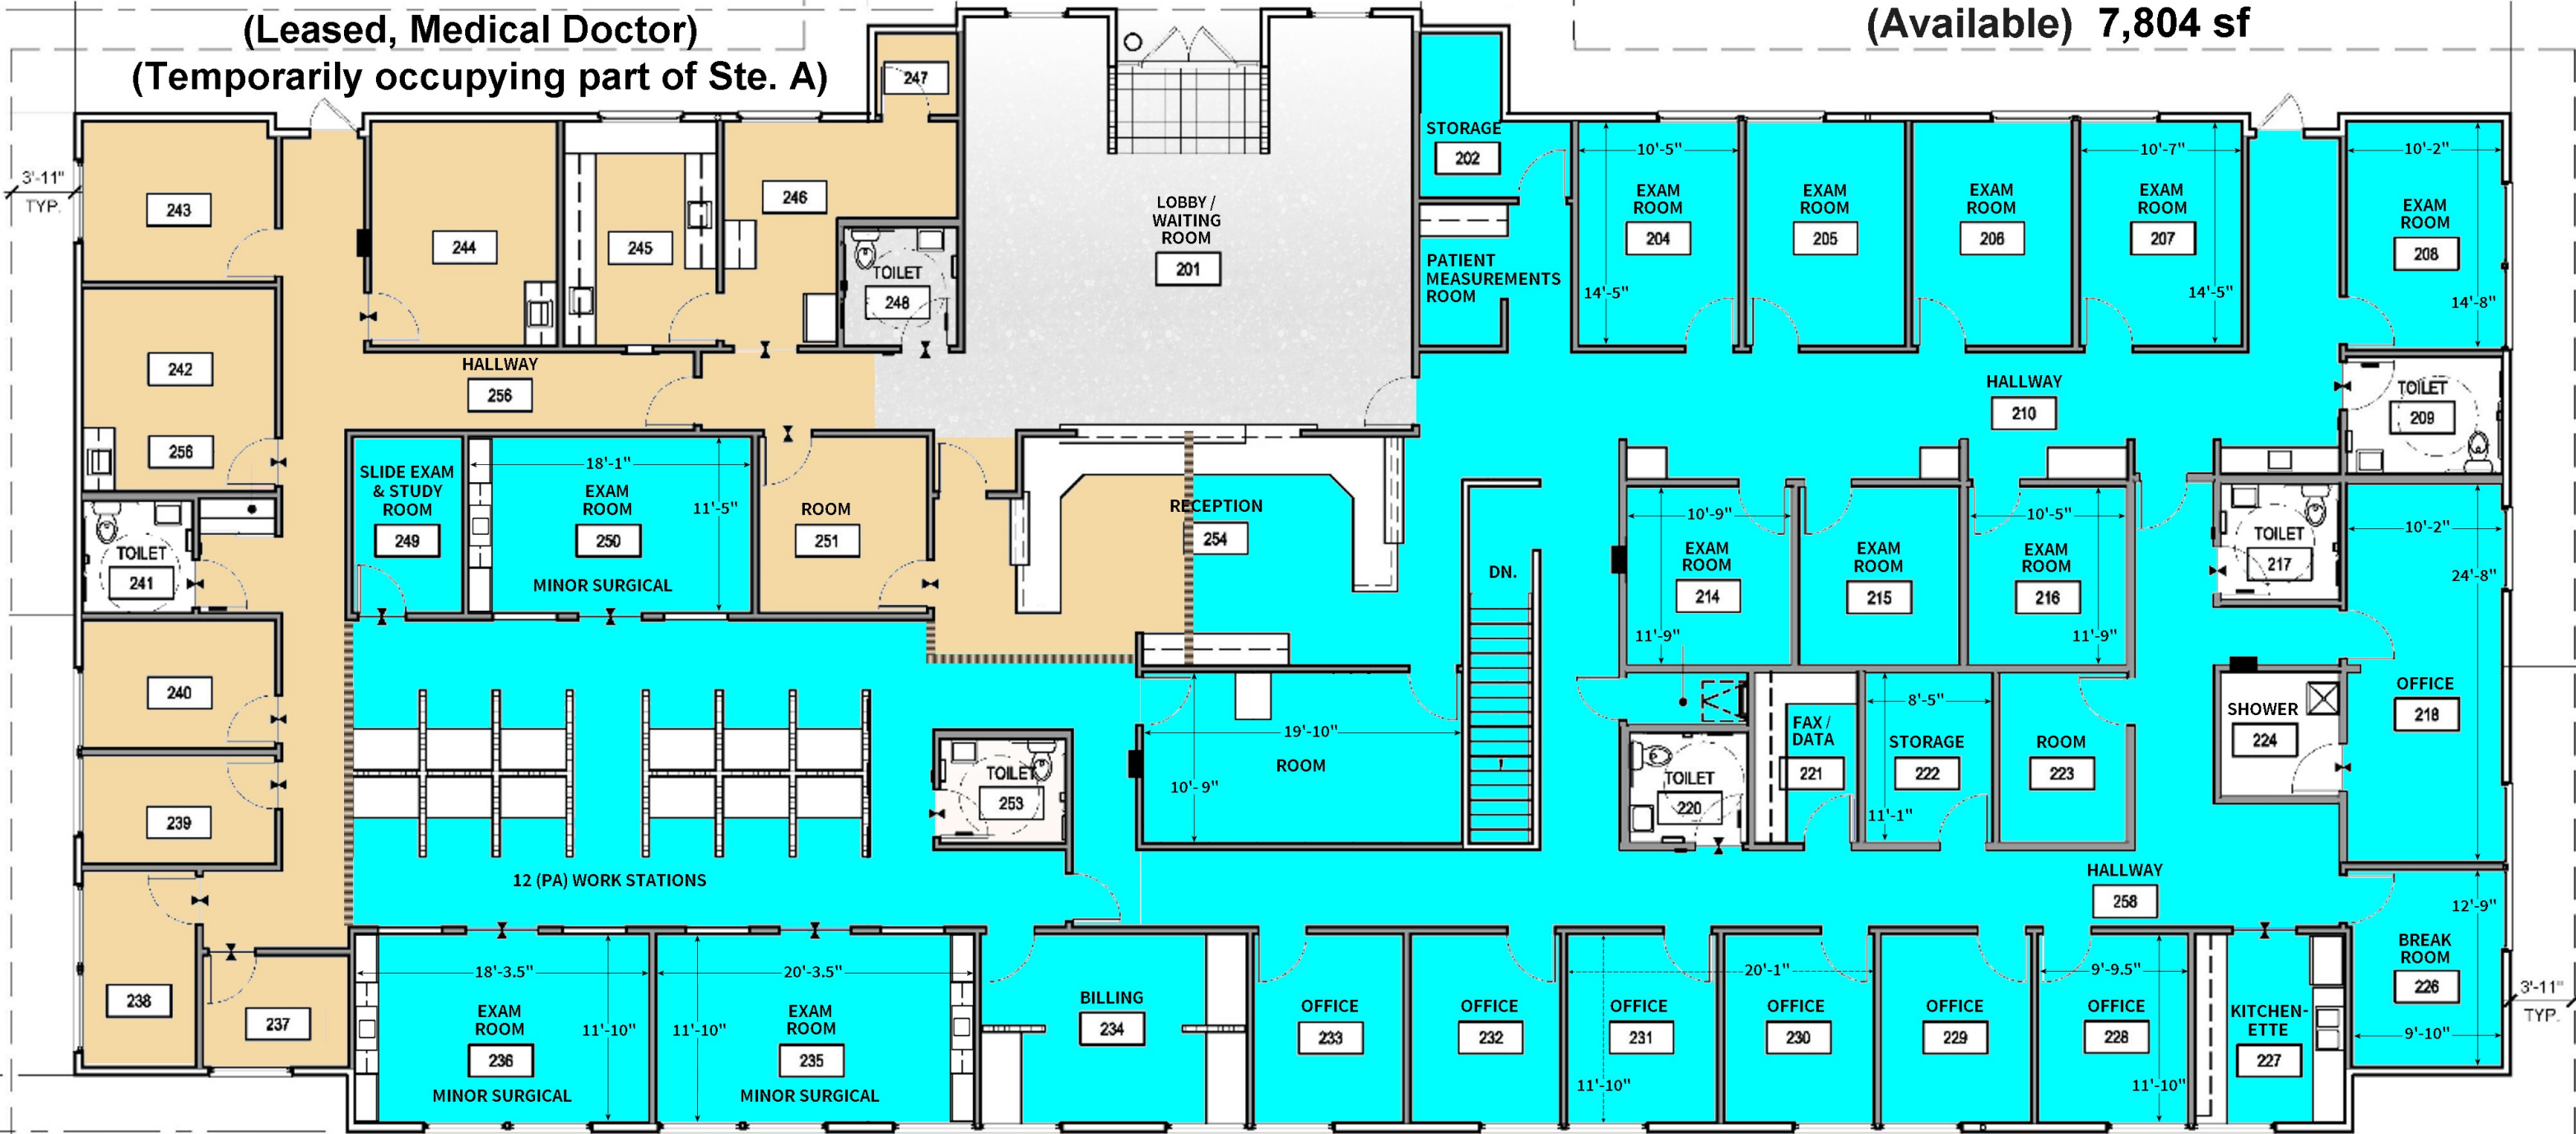 (Leased, Medical Doctor)
(Temporarily occupying part of Ste. A)
(Available) 7,804 sf
247
3'-11"
TYP.
243
244
245
246
TOILET
248
LOBBY /
WAITING
ROOM
201
STORAGE
202
PATIENT
MEASUREMENTS
ROOM
10'-5"
EXAM
ROOM
204
14'-5"
EXAM
ROOM
205
EXAM
ROOM
206
10'-7"
EXAM
ROOM
207
14'-5"
10'-2"
EXAM
ROOM
208
14'-8"
242
256
HALLWAY
256
HALLWAY
210
TOILET
209
SLIDE EXAM
& STUDY
ROOM
249
18'-1"
EXAM
ROOM
11'-5"
250
MINOR SURGICAL
ROOM
251
RECEPTION
254
DN.
10'-9"
EXAM
ROOM
214
11'-9"
EXAM
ROOM
215
10'-5"
EXAM
ROOM
216
11'-9"
TOILET
217
10'-2"
24'-8"
OFFICE
218
TOILET
241
240
239
238
237
12 (PA) WORK STATIONS
TOILET
253
19'-10"
ROOM
10'-9"
TOILET
220
FAX /
DATA
221
8'-5"
STORAGE
222
11'-1"
ROOM
223
SHOWER
224
HALLWAY
258
12'-9"
BREAK
ROOM
226
9'-10"
3'-11"
TYP.
18'-3.5"
EXAM
ROOM
11'-10"
236
MINOR SURGICAL
20'-3.5"
EXAM
ROOM
11'-10"
235
MINOR SURGICAL
BILLING
234
OFFICE
233
OFFICE
232
20'-1"
OFFICE
231
11'-10"
OFFICE
230
OFFICE
229
9'-9.5"
OFFICE
228
11'-10"
KITCHEN-
ETTE
227